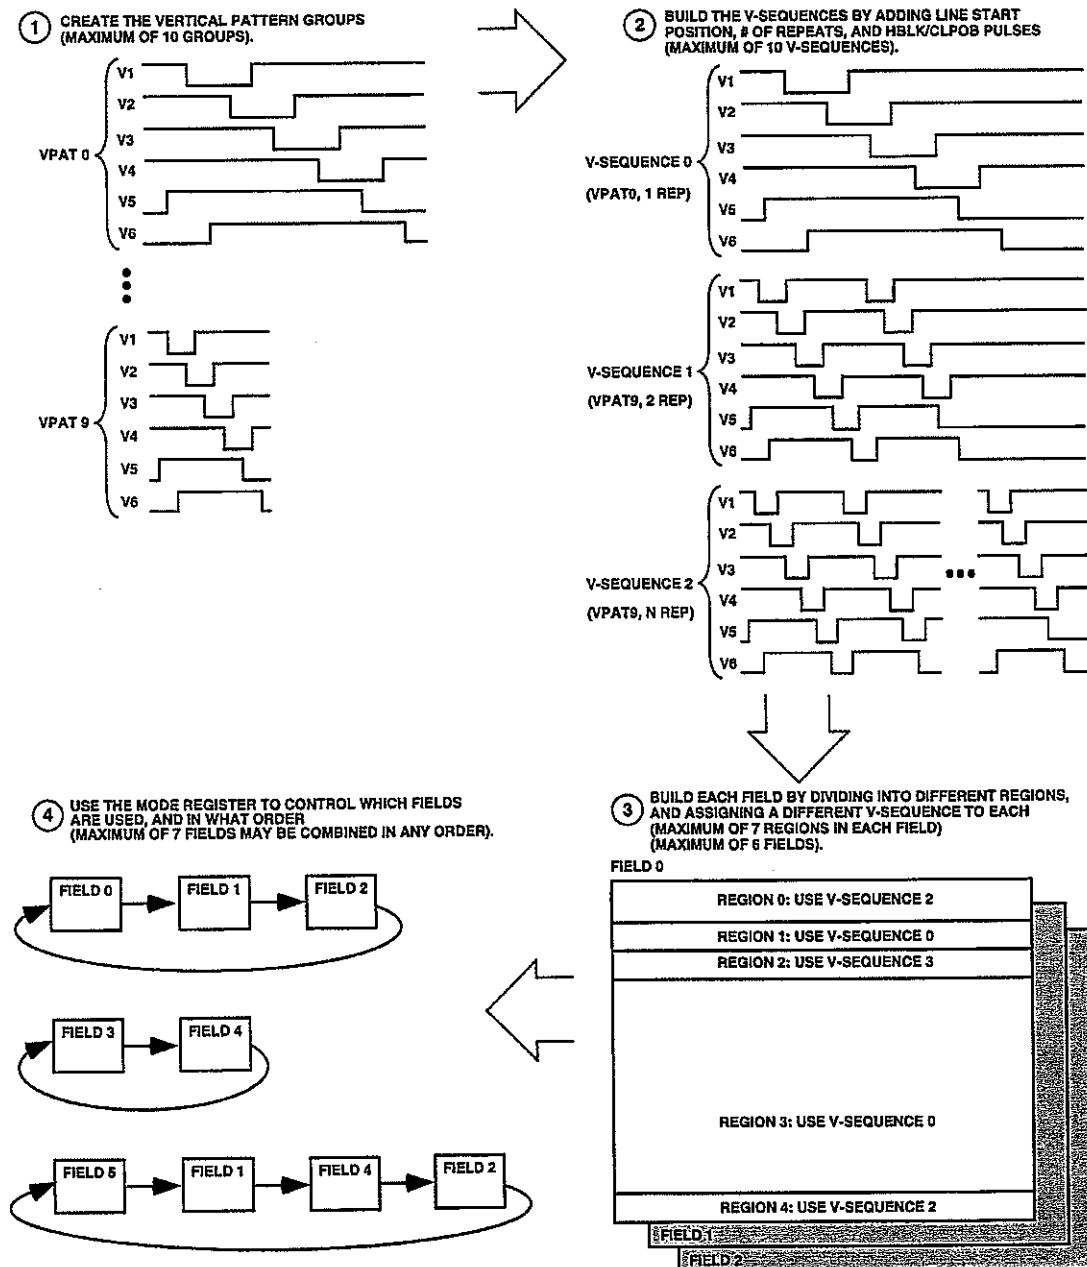 1 CREATE THE VERTICAL PATTERN GROUPS
(MAXIMUM OF 10 GROUPS).
V1
V2
V3
VPAT 0
V4
V5
V6
V1
V2
V3
VPAT 9
V4
V5
V6
2 BUILD THE V-SEQUENCES BY ADDING LINE START
POSITION, # OF REPEATS, AND HBLK/CLPOB PULSES
(MAXIMUM OF 10 V-SEQUENCES).
V1
V2
V3
V-SEQUENCE 0
V4
(VPAT0, 1 REP)
V5
V6
V1
V2
V3
V-SEQUENCE 1
V4
(VPAT9, 2 REP)
V5
V6
V1
V2
V3
V-SEQUENCE 2
V4
(VPAT9, N REP)
V5
V6
3 BUILD EACH FIELD BY DIVIDING INTO DIFFERENT REGIONS,
AND ASSIGNING A DIFFERENT V-SEQUENCE TO EACH
(MAXIMUM OF 7 REGIONS IN EACH FIELD)
(MAXIMUM OF 6 FIELDS).
FIELD 0
REGION 0: USE V-SEQUENCE 2
REGION 1: USE V-SEQUENCE 0
REGION 2: USE V-SEQUENCE 3
REGION 3: USE V-SEQUENCE 0
REGION 4: USE V-SEQUENCE 2
FIELD 1
FIELD 2
4 USE THE MODE REGISTER TO CONTROL WHICH FIELDS
ARE USED, AND IN WHAT ORDER
(MAXIMUM OF 7 FIELDS MAY BE COMBINED IN ANY ORDER).
FIELD 0 FIELD 1 FIELD 2
FIELD 3 FIELD 4
FIELD 5 FIELD 1 FIELD 4 FIELD 2